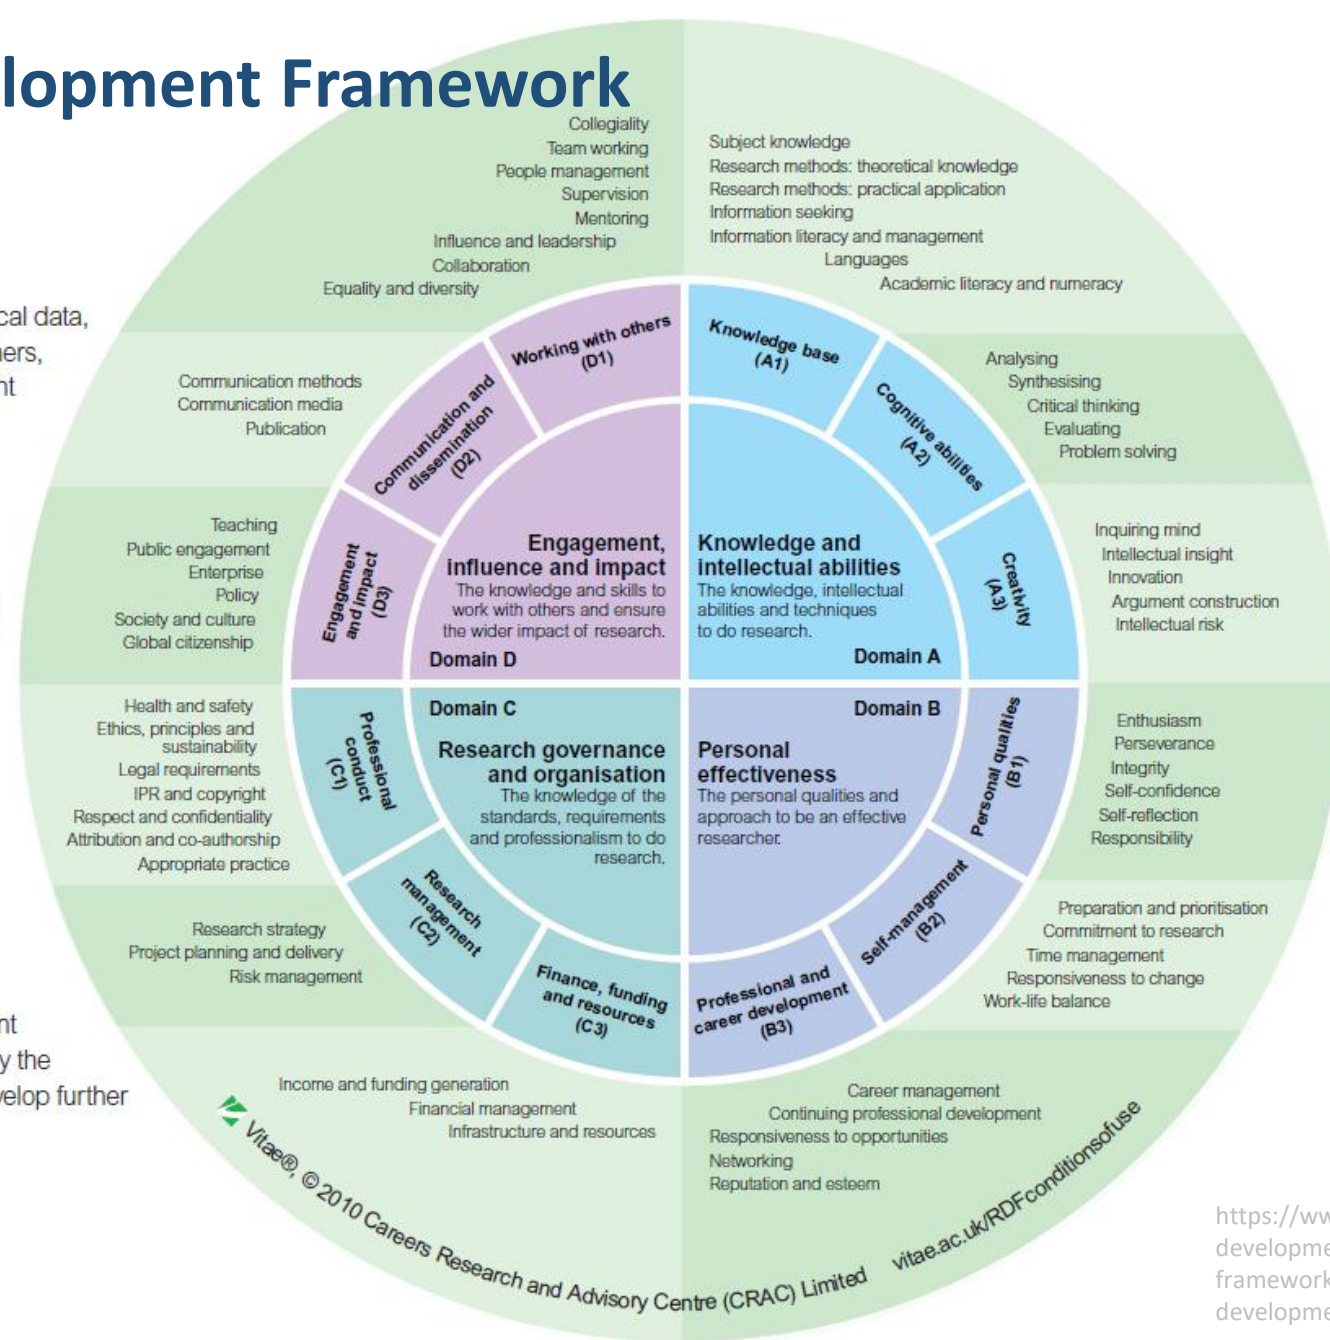 lopment Framework
Collegiality
Team working
People management
Supervision
Mentoring
Influence and leadership
Collaboration
Equality and diversity
Subject knowledge
Research methods: theoretical knowledge
Research methods: practical application
Information seeking
Information literacy and management
Languages
Academic literacy and numeracy
cal data,
ners,
nt
Communication methods
Communication media
Publication
Working with others
(D1)
Knowledge base
(A1)
Analysing
Synthesising
Critical thinking
Evaluating
Problem solving
Communication and
dissemination
(D2)
Cognitive abilities
(A2)
Teaching
Public engagement
Enterprise
Policy
Society and culture
Global citizenship
Engagement
and impact
(D3)
Engagement,
influence and impact
The knowledge and skills to
work with others and ensure
the wider impact of research.
Domain D
Knowledge and
intellectual abilities
The knowledge, intellectual
abilities and techniques
to do research.
Domain A
Creativity
(A3)
Inquiring mind
Intellectual insight
Innovation
Argument construction
Intellectual risk
Health and safety
Ethics, principles and
sustainability
Legal requirements
IPR and copyright
Respect and confidentiality
Attribution and co-authorship
Appropriate practice
Professional
conduct
(C1)
Domain C
Research governance
and organisation
The knowledge of the
standards, requirements
and professionalism to do
research.
Domain B
Personal
effectiveness
The personal qualities and
approach to be an effective
researcher.
Personal qualities
(B1)
Enthusiasm
Perseverance
Integrity
Self-confidence
Self-reflection
Responsibility
Research strategy
Project planning and delivery
Risk management
Research
management
(C2)
Self-management
(B2)
Preparation and prioritisation
Commitment to research
Time management
Responsiveness to change
Work-life balance
Finance, funding
and resources
(C3)
Professional and
career development
(B3)
nt
y the
velop further
Income and funding generation
Financial management
Infrastructure and resources
Career management
Continuing professional development
Responsiveness to opportunities
Networking
Reputation and esteem
Vitae®, © 2010 Careers Research and Advisory Centre (CRAC) Limited
vitae.ac.uk/RDFconditionsofuse
https://ww
developme
framework
developme